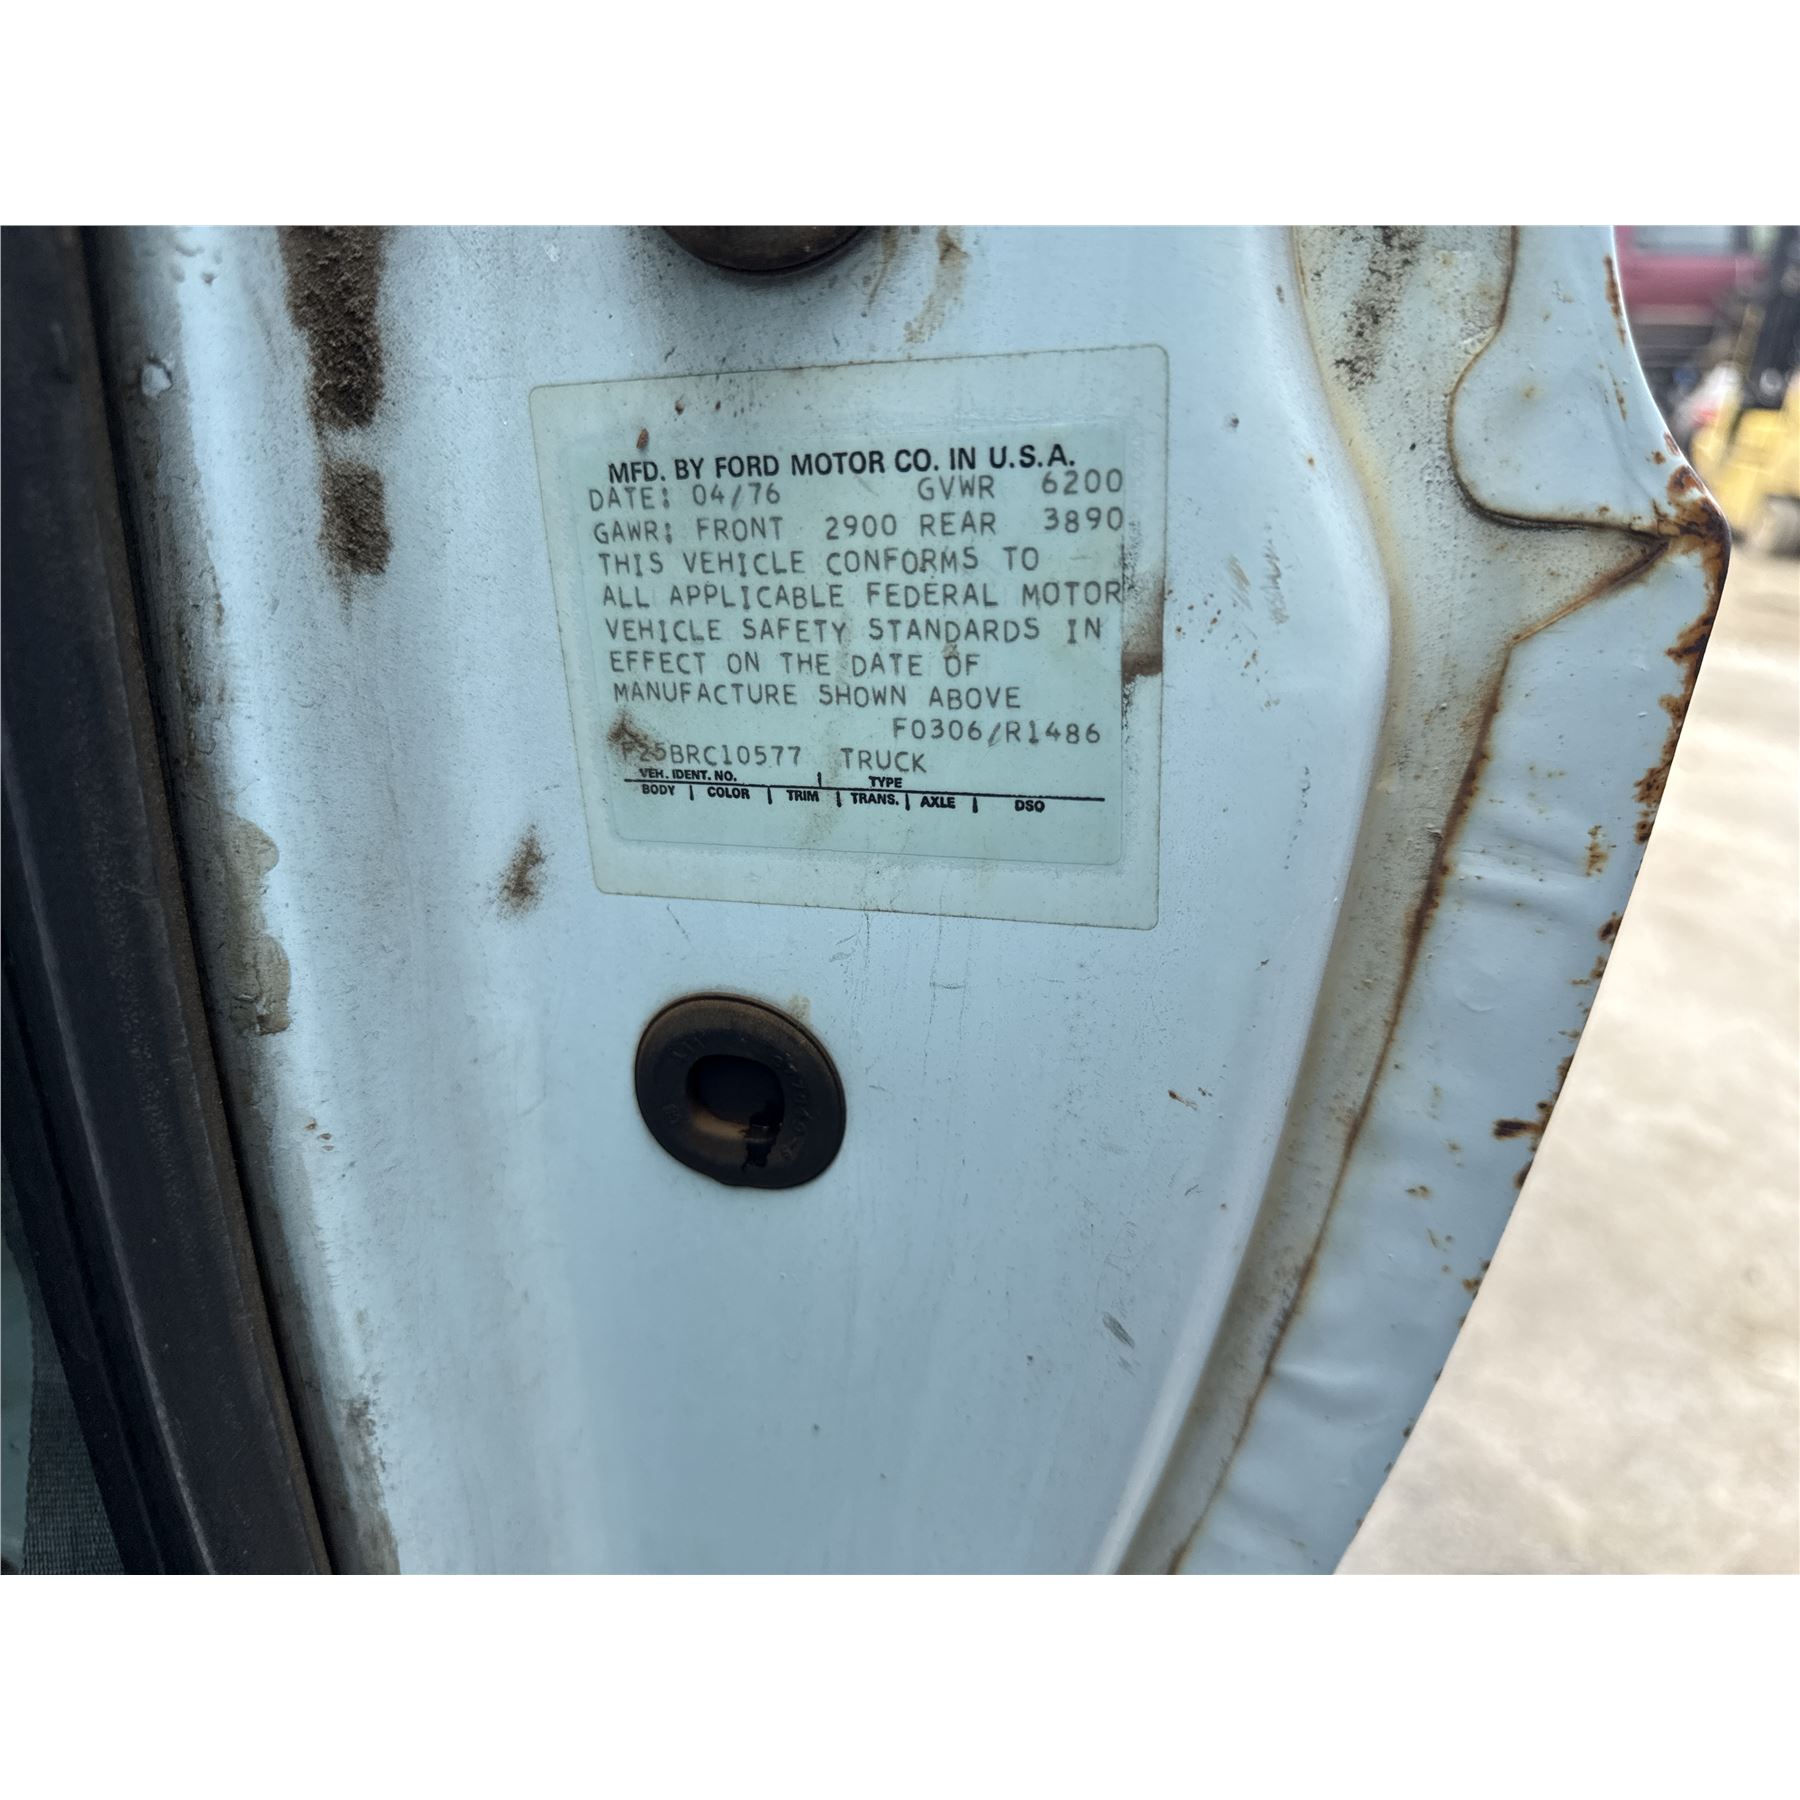 MFD. BY FORD MOTOR CO. IN U.S.A.
DATE: 04/76 GVWR 6200
GAWR: FRONT 2900 REAR 3890
THIS VEHICLE CONFORMS TO
ALL APPLICABLE FEDERAL MOTOR
VEHICLE SAFETY STANDARDS IN
EFFECT ON THE DATE OF
MANUFACTURE SHOWN ABOVE
F0306/R1486
F25BRC10577 TRUCK
VEH. IDENT. NO. | TYPE
BODY | COLOR | TRIM | TRANS. | AXLE | DSO